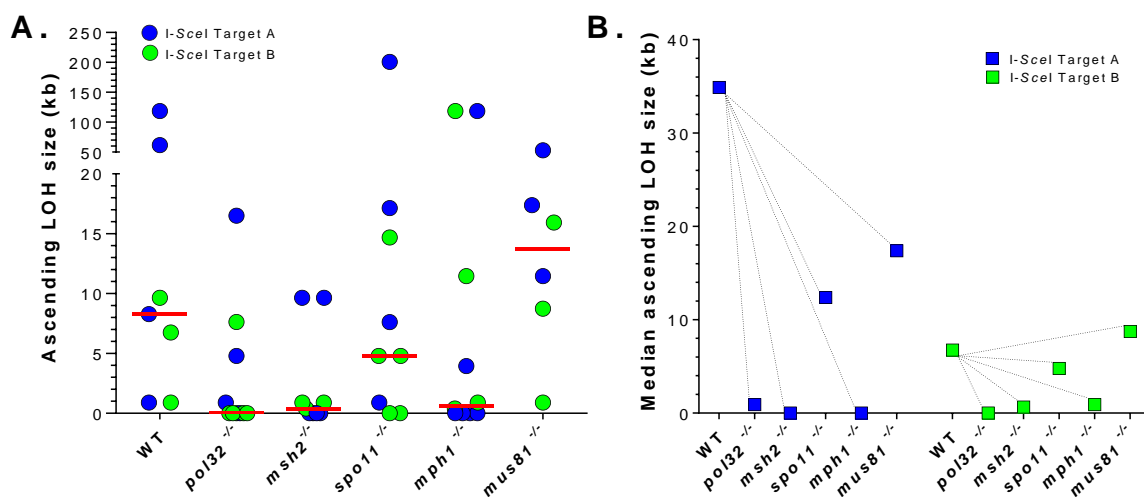 A.
I-SceI Target A
I-SceI Target B
Ascending LOH size (kb)
250
200
150
100
50
20
15
10
5
0
WT
pol32-/-
msh2-/-
spo11-/-
mph1-/-
mus81-/-
B.
I-SceI Target A
I-SceI Target B
Median ascending LOH size (kb)
40
30
20
10
0
WT
pol32-/-
msh2-/-
spo11-/-
mph1-/-
mus81-/-
WT
pol32-/-
msh2-/-
spo11-/-
mph1-/-
mus81-/-